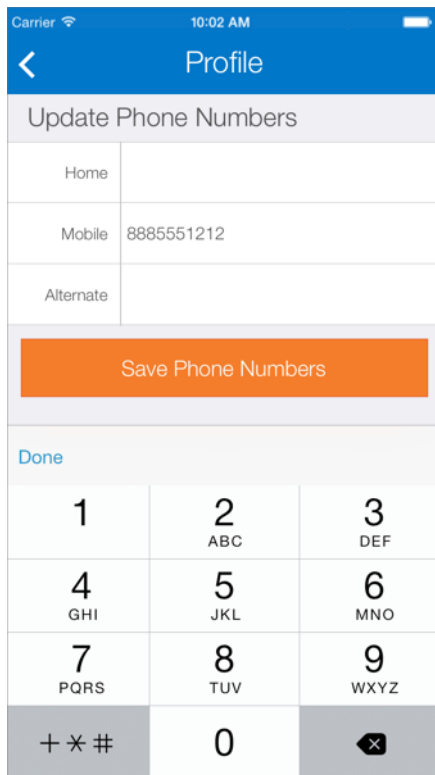 Carrier 10:02 AM
Profile
Update Phone Numbers
Home
Mobile 8885551212
Alternate
Save Phone Numbers
Done
1 2 3
ABC DEF
4 5 6
GHI JKL MNO
7 8 9
PQRS TUV WXYZ
+*# 0